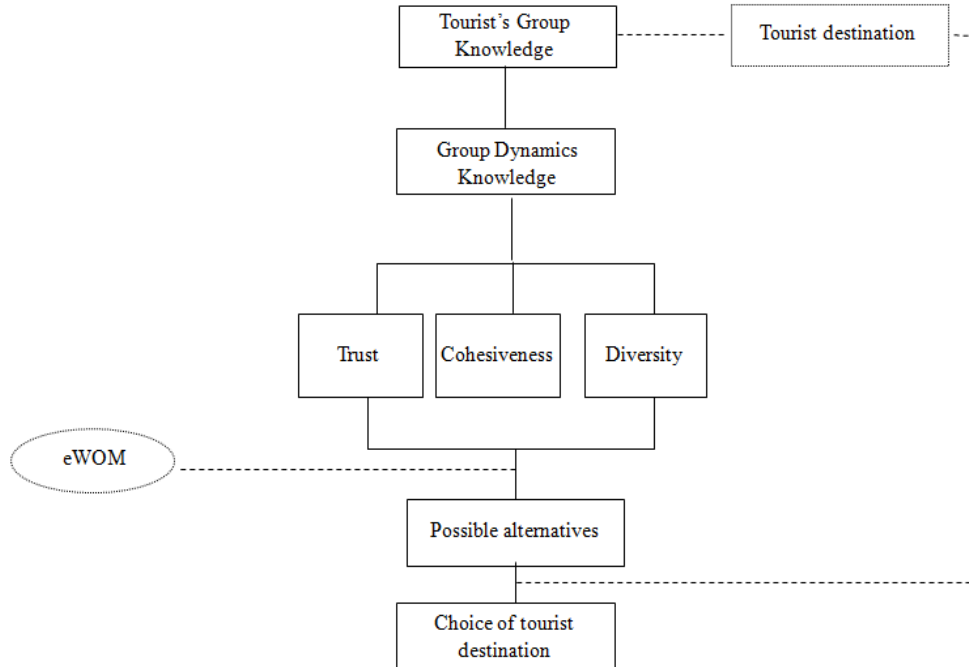 Tourist's Group
Knowledge
Tourist destination
Group Dynamics
Knowledge
Trust
Cohesiveness
Diversity
eWOM
Possible alternatives
Choice of tourist
destination